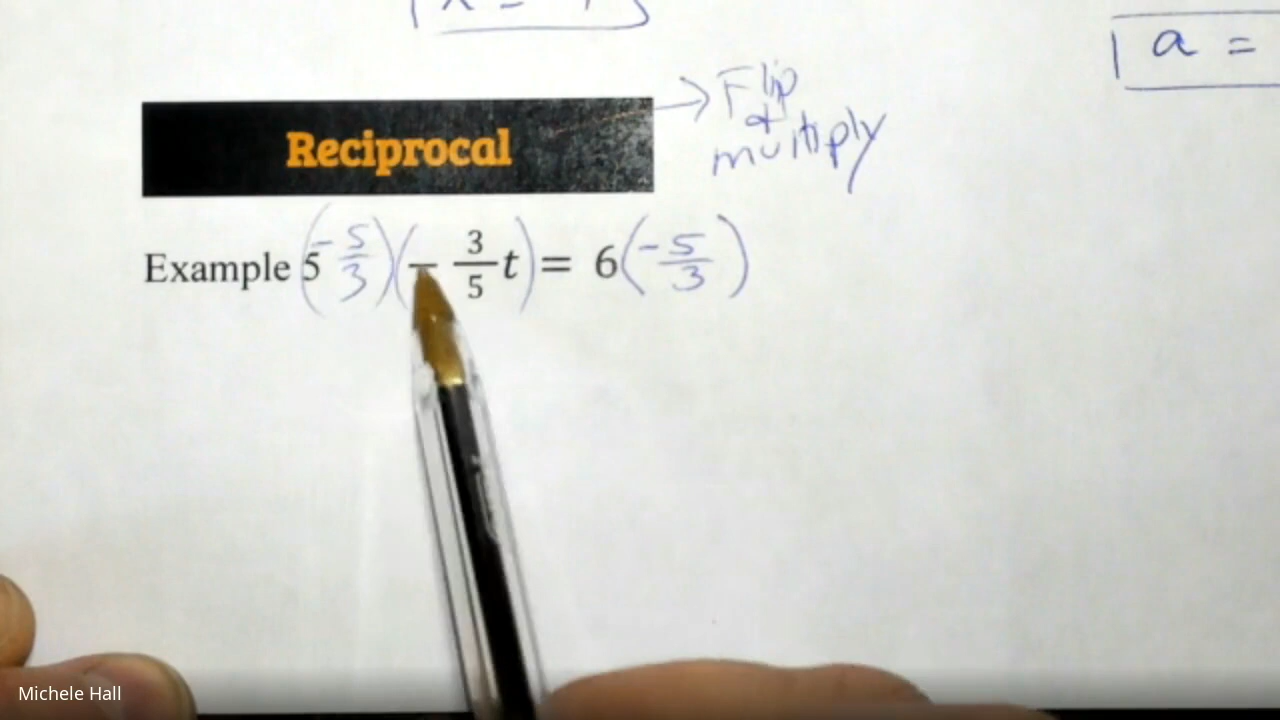 a =
Flip
&
multiply
Reciprocal
Example 5 (-5/3)(- 3/5 t) = 6(-5/3)
Michele Hall